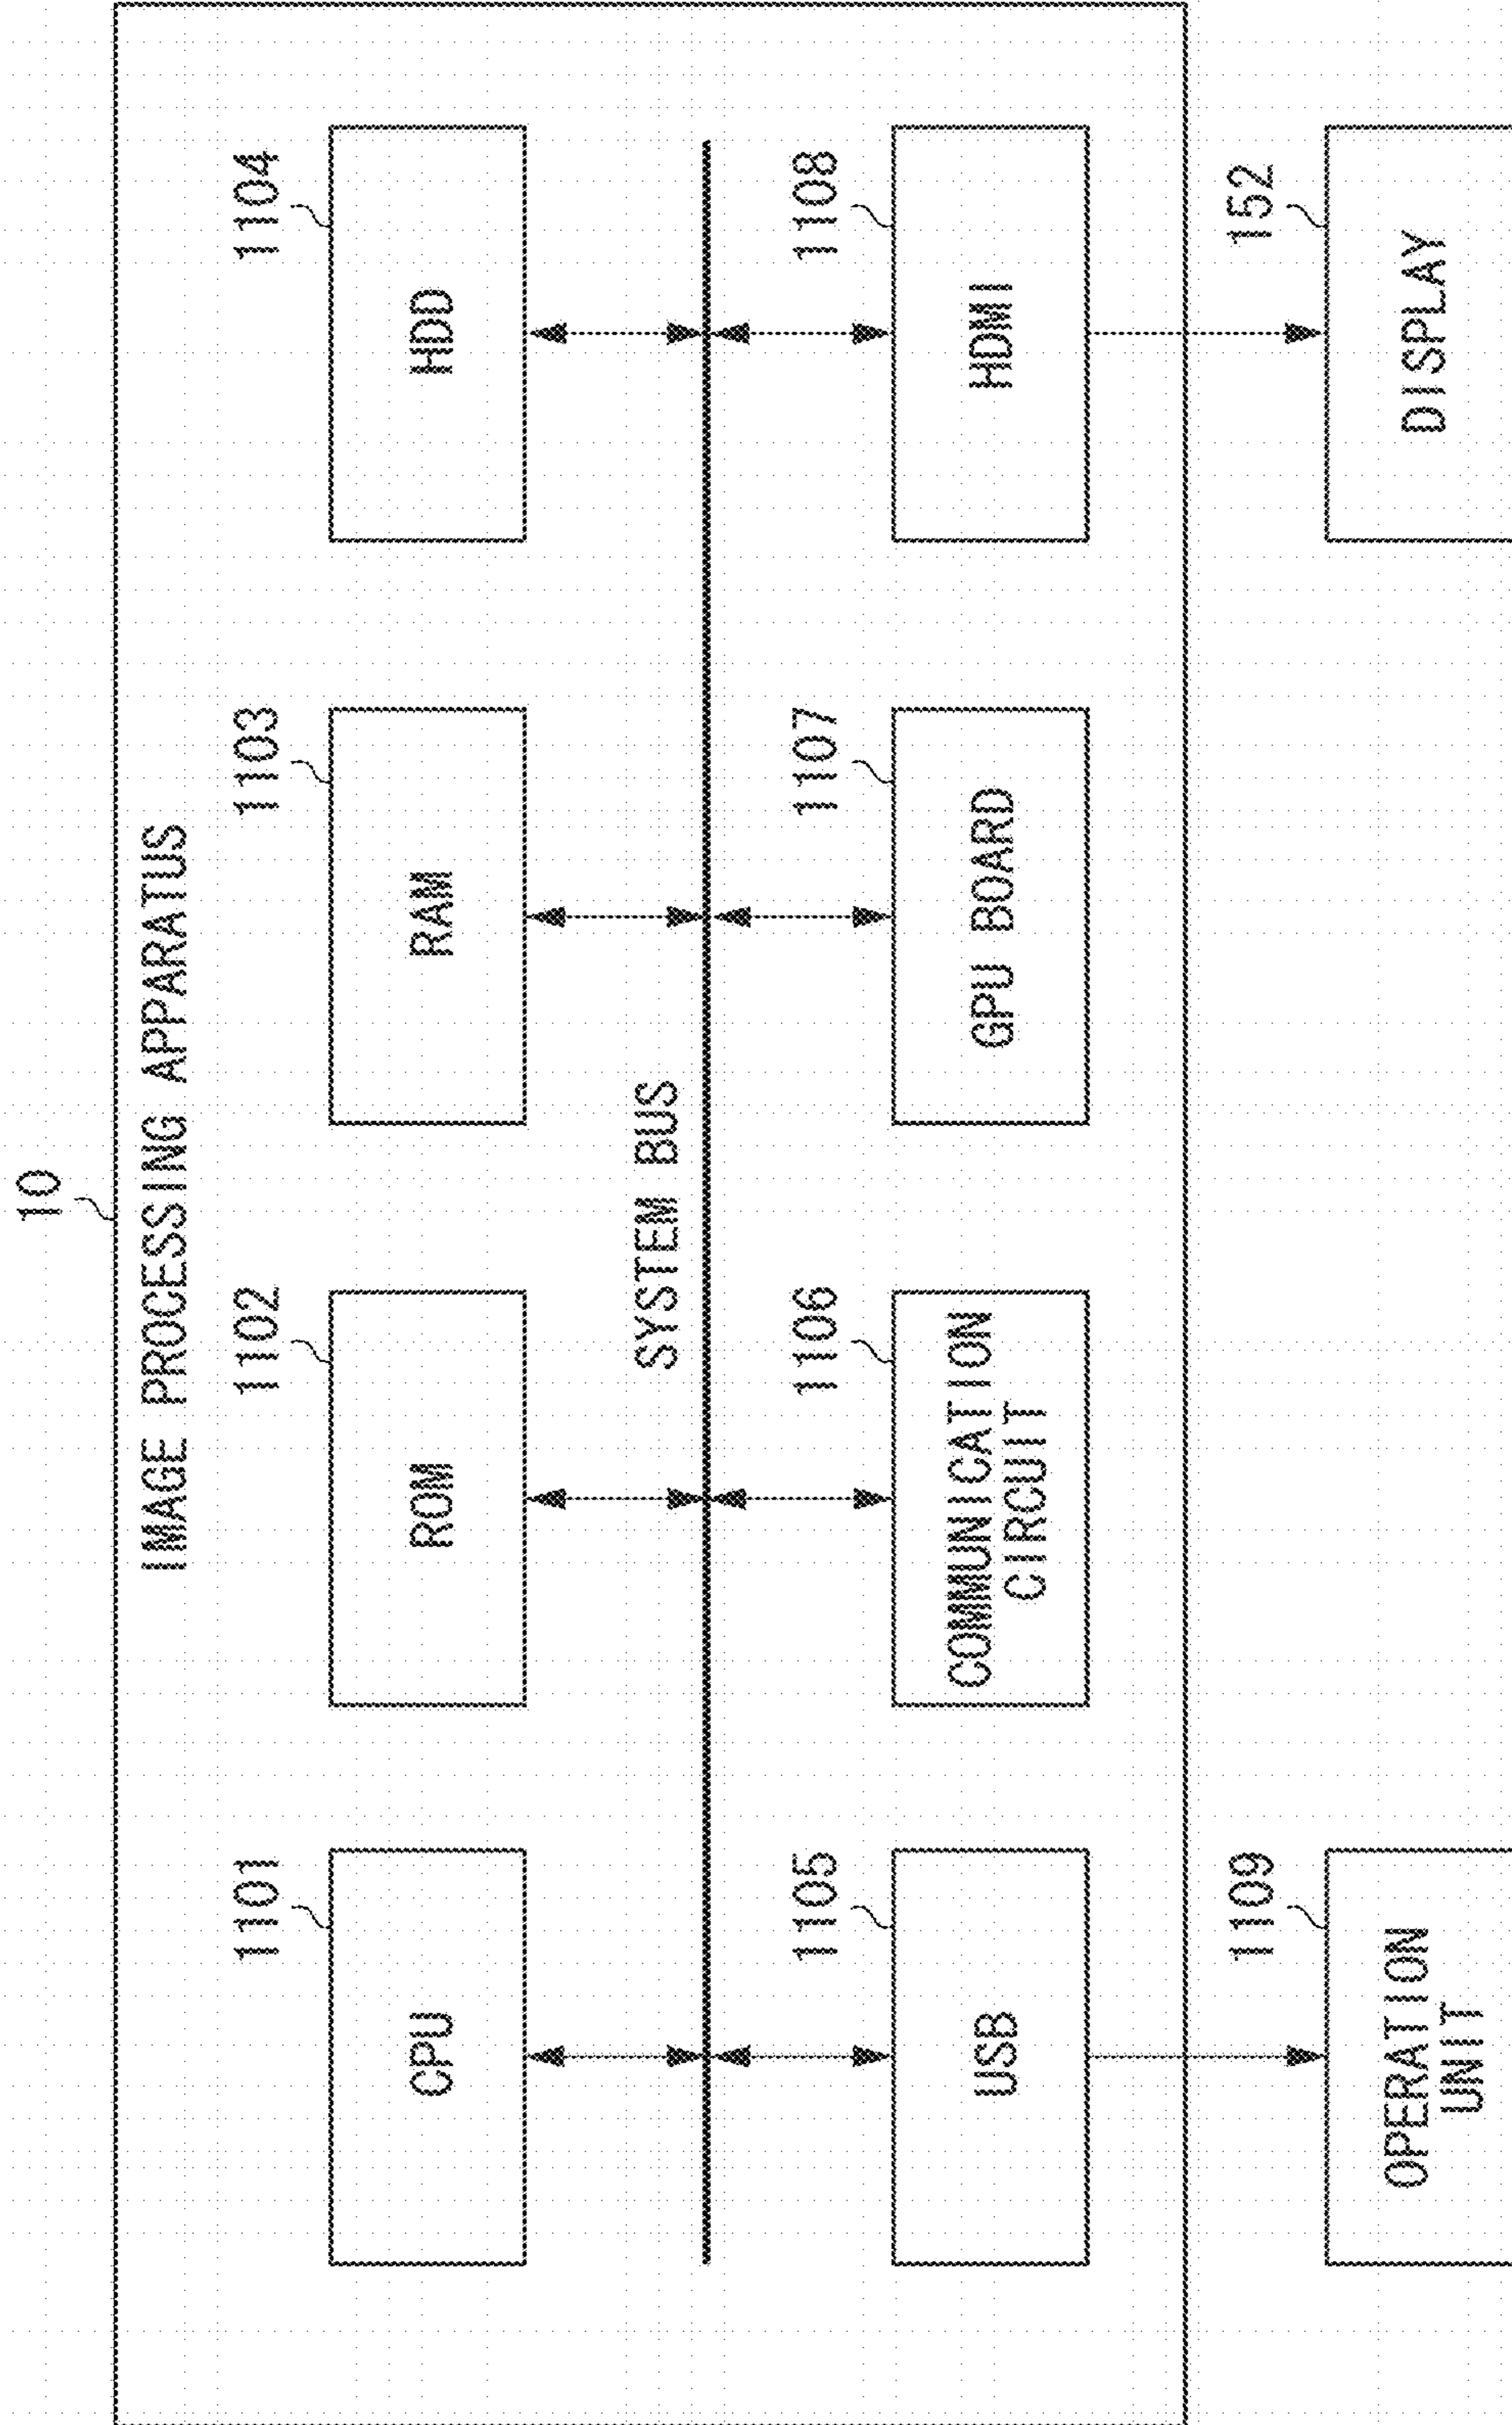 10
IMAGE PROCESSING APPARATUS
1101
1102
1103
1104
CPU
ROM
RAM
HDD
SYSTEM BUS
1105
1106
1107
1108
USB
COMMUNICATION
CIRCUIT
GPU BOARD
HDMI
1109
152
OPERATION
UNIT
DISPLAY